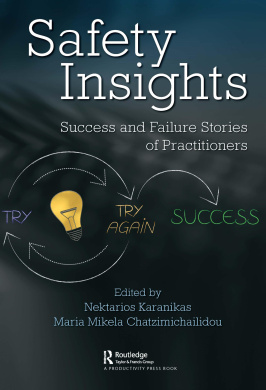 Safety
Insights
Success and Failure Stories
of Practitioners
TRY
TRY
AGAIN
SUCCESS
Edited by
Nektarios Karanikas
Maria Mikela Chatzimichailidou
Routledge
Taylor & Francis Group
A PRODUCTIVITY PRESS BOOK